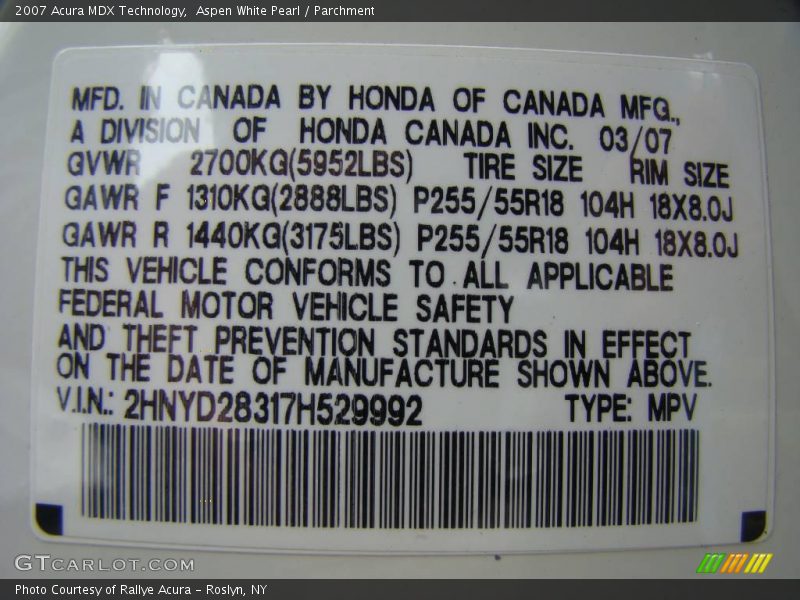 2007 Acura MDX Technology,  Aspen White Pearl / Parchment
MFD. IN CANADA BY HONDA OF CANADA MFG.,
A DIVISION OF HONDA CANADA INC. 03/07
GVWR 2700KG(5952LBS) TIRE SIZE RIM SIZE
GAWR F 1310KG(2888LBS) P255/55R18 104H 18X8.0J
GAWR R 1440KG(3175LBS) P255/55R18 104H 18X8.0J
THIS VEHICLE CONFORMS TO ALL APPLICABLE
FEDERAL MOTOR VEHICLE SAFETY
AND THEFT PREVENTION STANDARDS IN EFFECT
ON THE DATE OF MANUFACTURE SHOWN ABOVE.
V.I.N.: 2HNYD28317H529992 TYPE: MPV
GTCARLOT.COM
Photo Courtesy of Rallye Acura – Roslyn, NY